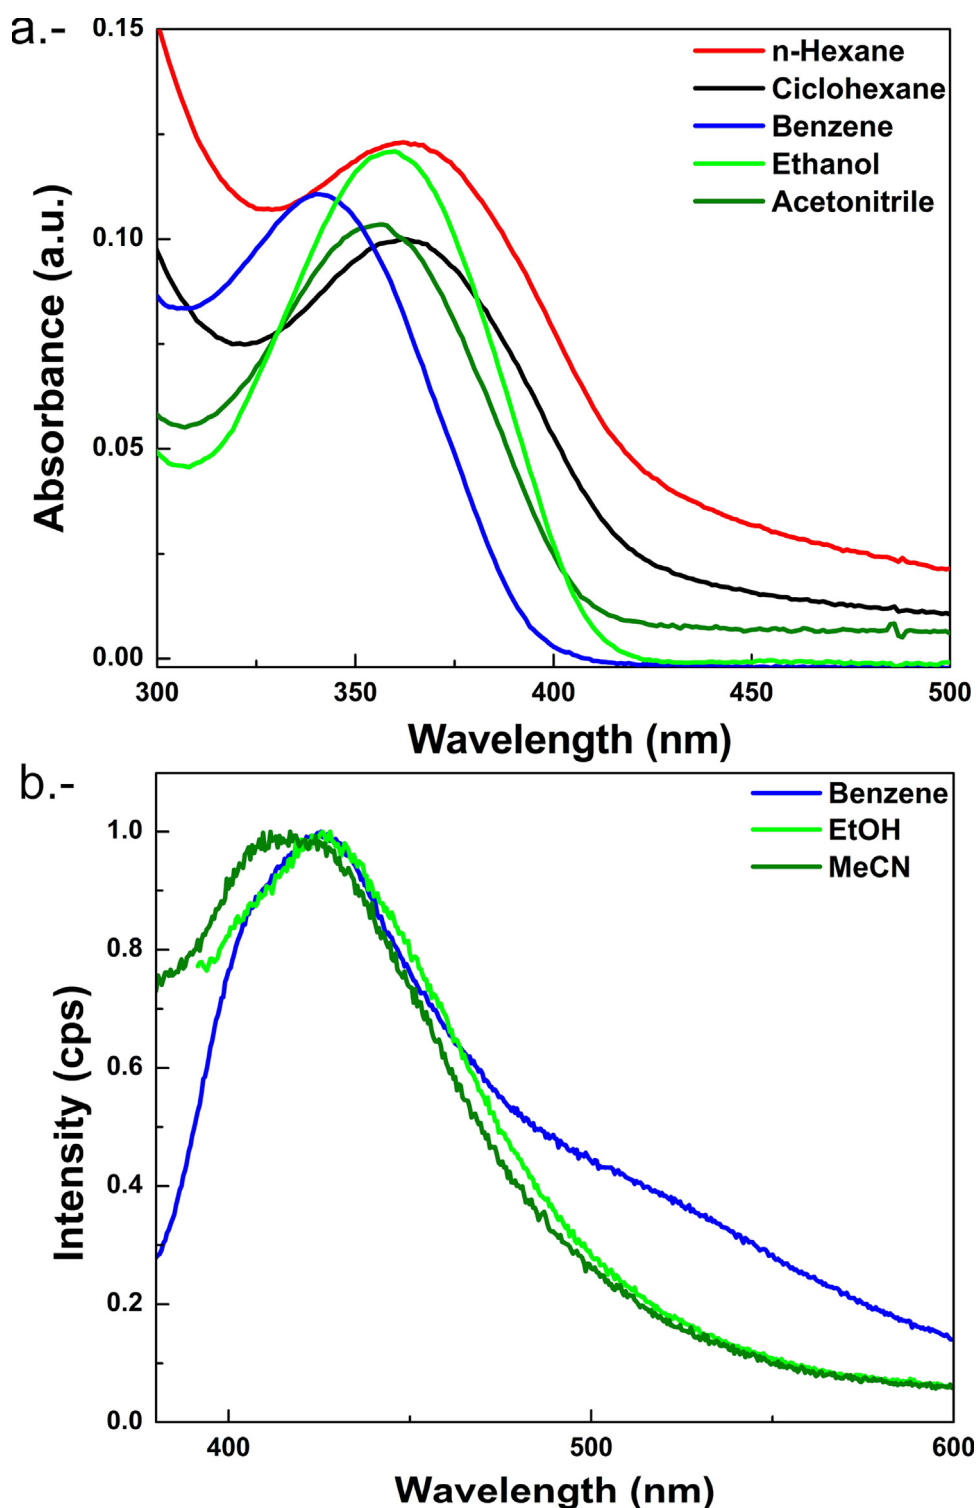 a.-
0.15
n-Hexane
Ciclohexane
Benzene
Ethanol
Acetonitrile
0.10
0.05
0.00
Absorbance (a.u.)
300
350
400
450
500
Wavelength (nm)
b.-
Benzene
EtOH
MeCN
1.0
0.8
0.6
0.4
0.2
0.0
Intensity (cps)
400
500
600
Wavelength (nm)